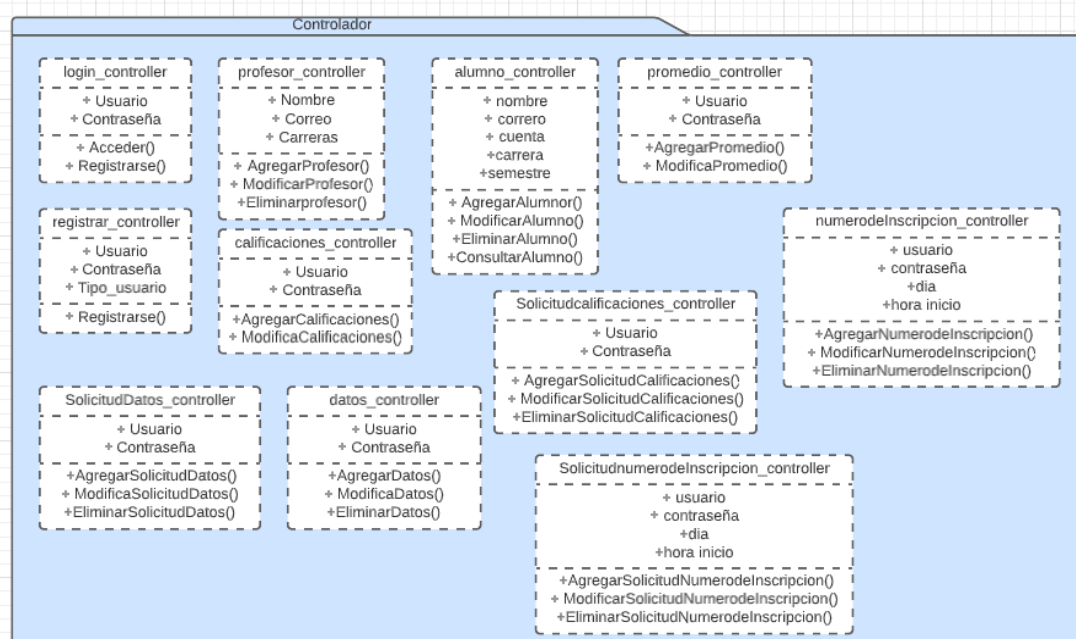 Controlador
login_controller
+ Usuario
+ Contraseña
+ Acceder()
+ Registrarse()
profesor_controller
+ Nombre
+ Correo
+ Carreras
+ AgregarProfesor()
+ ModificarProfesor()
+Eliminarprofesor()
alumno_controller
+ nombre
+ correro
+ cuenta
+carrera
+semestre
+ AgregarAlumnor()
+ ModificarAlumno()
+EliminarAlumno()
+ConsultarAlumno()
promedio_controller
+ Usuario
+ Contraseña
+AgregarPromedio()
+ ModificaPromedio()
registrar_controller
+ Usuario
+ Contraseña
+ Tipo_usuario
+ Registrarse()
calificaciones_controller
+ Usuario
+ Contraseña
+AgregarCalificaciones()
+ ModificaCalificaciones()
numerodeInscripcion_controller
+ usuario
+ contraseña
+dia
+hora inicio
+AgregarNumerodeInscripcion()
+ ModificarNumerodeInscripcion()
+EliminarNumerodeInscripcion()
Solicitudcalificaciones_controller
+ Usuario
+ Contraseña
+ AgregarSolicitudCalificaciones()
+ ModificarSolicitudCalificaciones()
+EliminarSolicitudCalificaciones()
SolicitudDatos_controller
+ Usuario
+ Contraseña
+AgregarSolicitudDatos()
+ ModificaSolicitudDatos()
+EliminarSolicitudDatos()
datos_controller
+ Usuario
+ Contraseña
+AgregarDatos()
+ ModificaDatos()
+EliminarDatos()
SolicitudnumerodeInscripcion_controller
+ usuario
+ contraseña
+dia
+hora inicio
+AgregarSolicitudNumerodeInscripcion()
+ ModificarSolicitudNumerodeInscripcion()
+EliminarSolicitudNumerodeInscripcion()